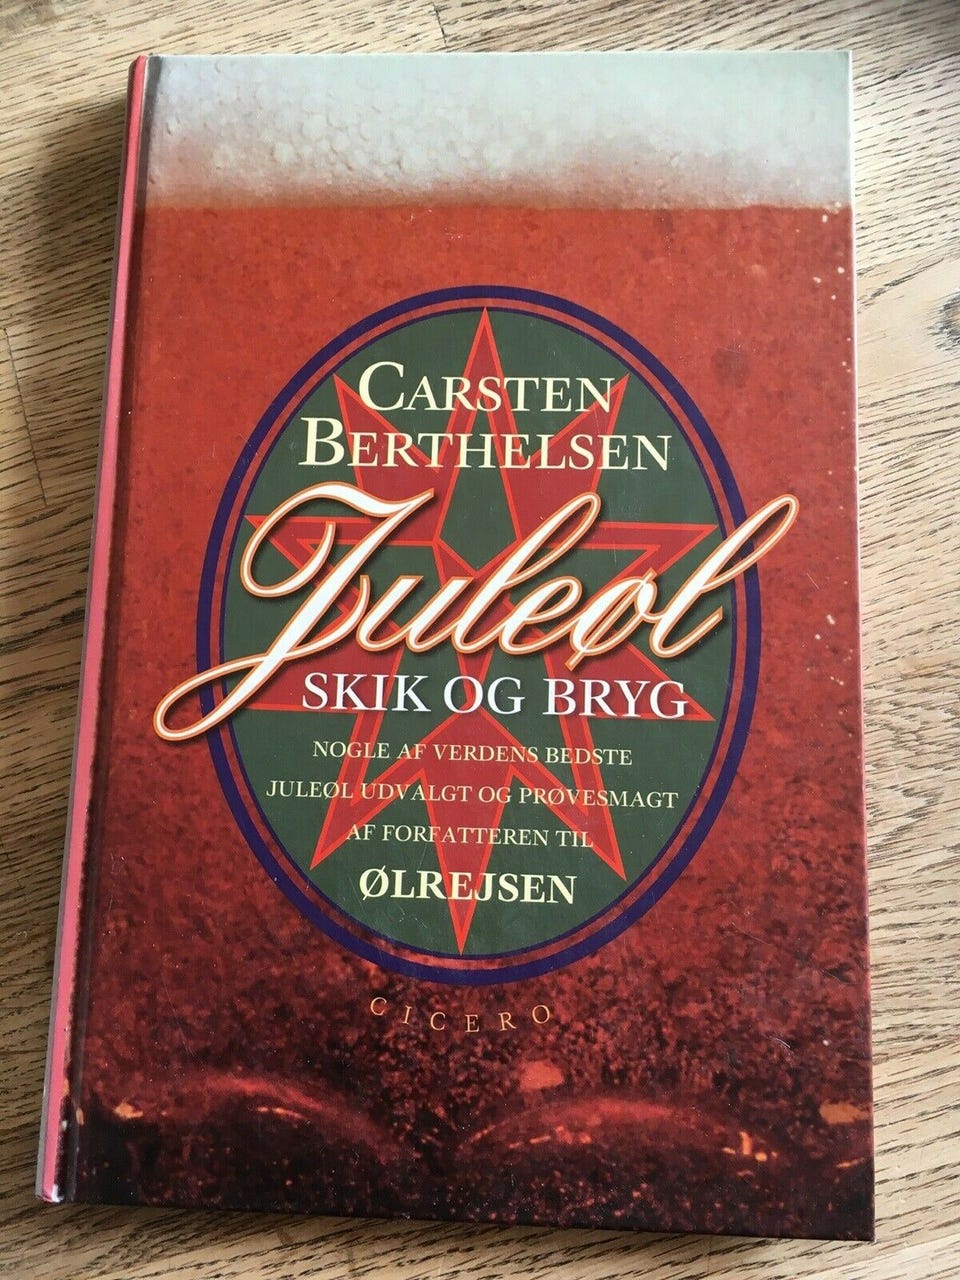 CARSTEN
BERTHELSEN
Juleøl
SKIK OG BRYG
NOGLE AF VERDENS BEDSTE
JULEØL UDVALGT OG PRØVESMAGT
AF FORFATTEREN TIL
ØLREJSEN
CICERO